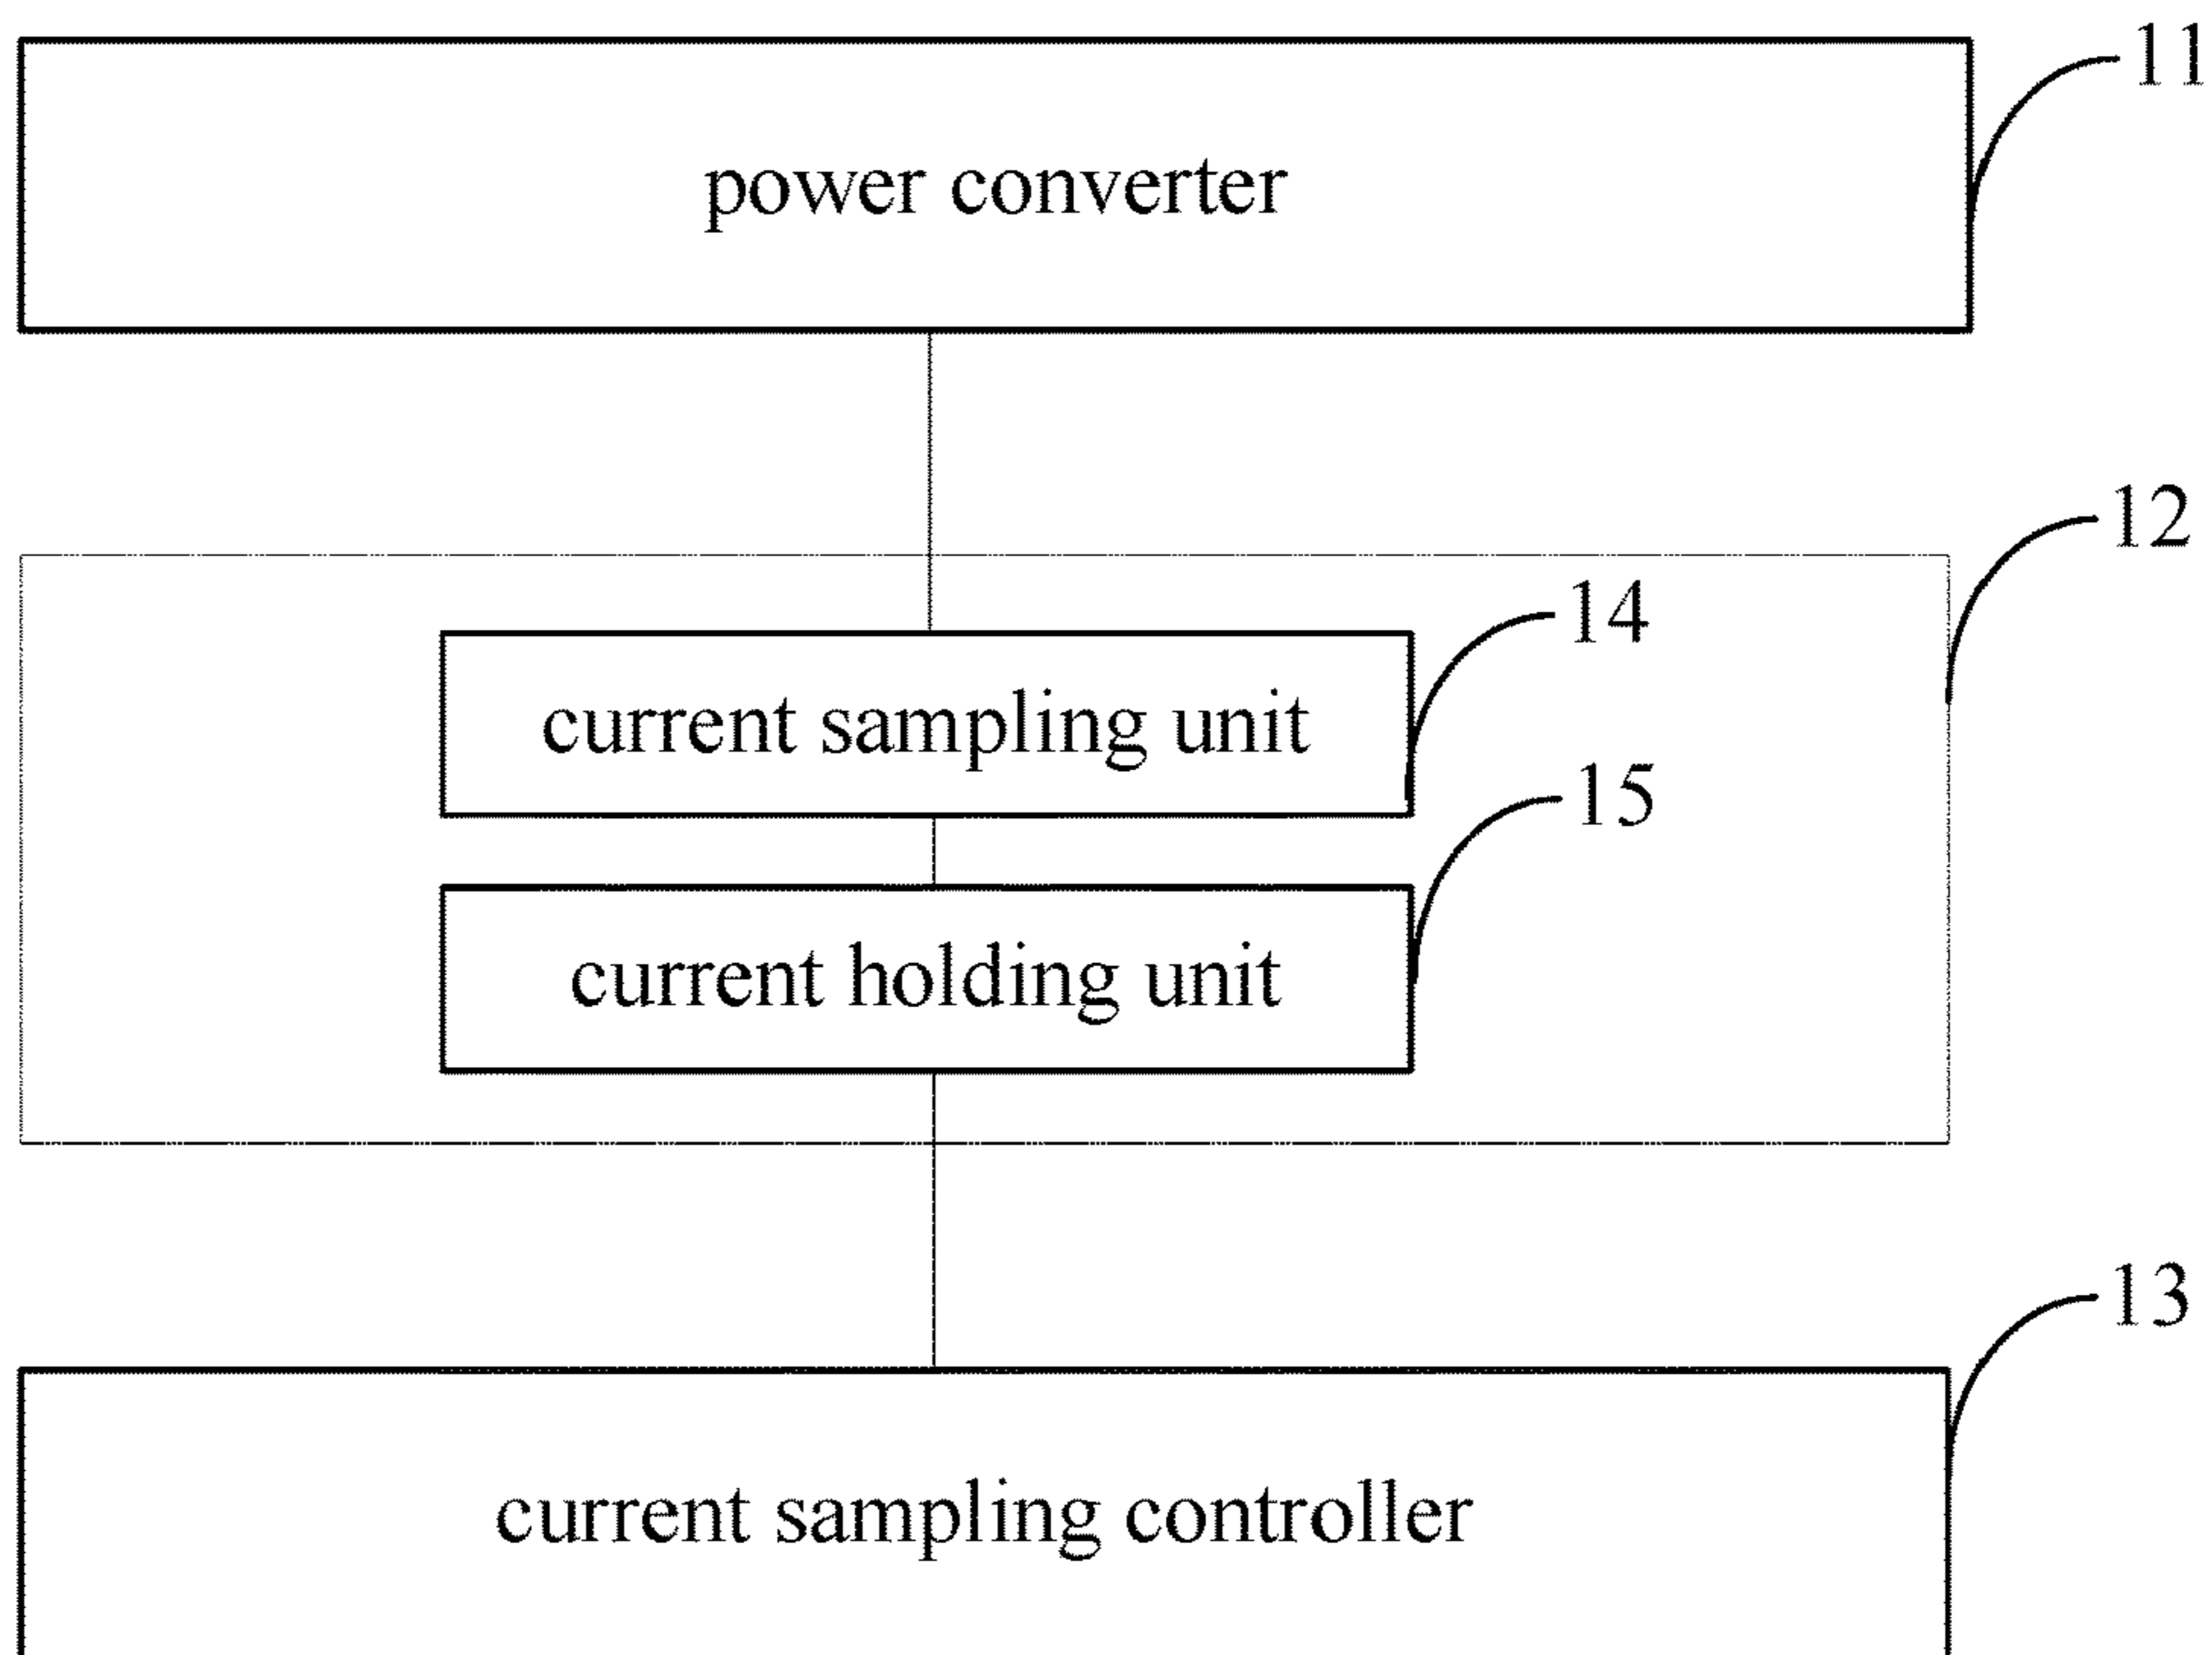 11
power converter
12
14
current sampling unit
15
current holding unit
13
current sampling controller